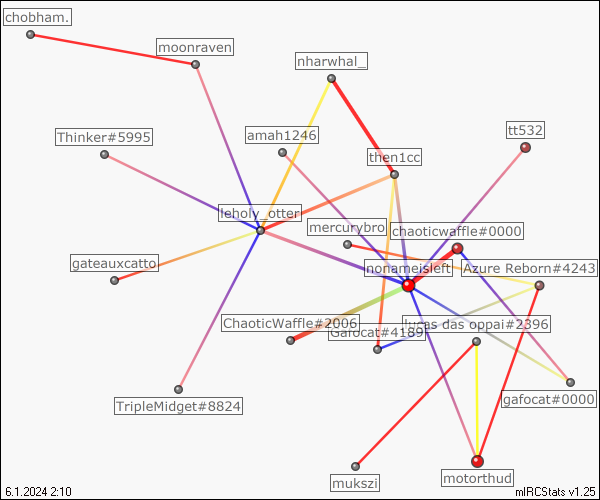 chobham.
moonraven
nharwhal_
Thinker#5995
amah1246
tt532
then1cc
leholy_otter
mercurybro
chaoticwaffle#0000
gateauxcatto
nonameisleft
Azure Reborn#4243
ChaoticWaffle#2006
Gafocat#4189
lucas das oppai#2396
TripleMidget#8824
gafocat#0000
mukszi
motorthud
6.1.2024 2:10
mIRCStats v1.25